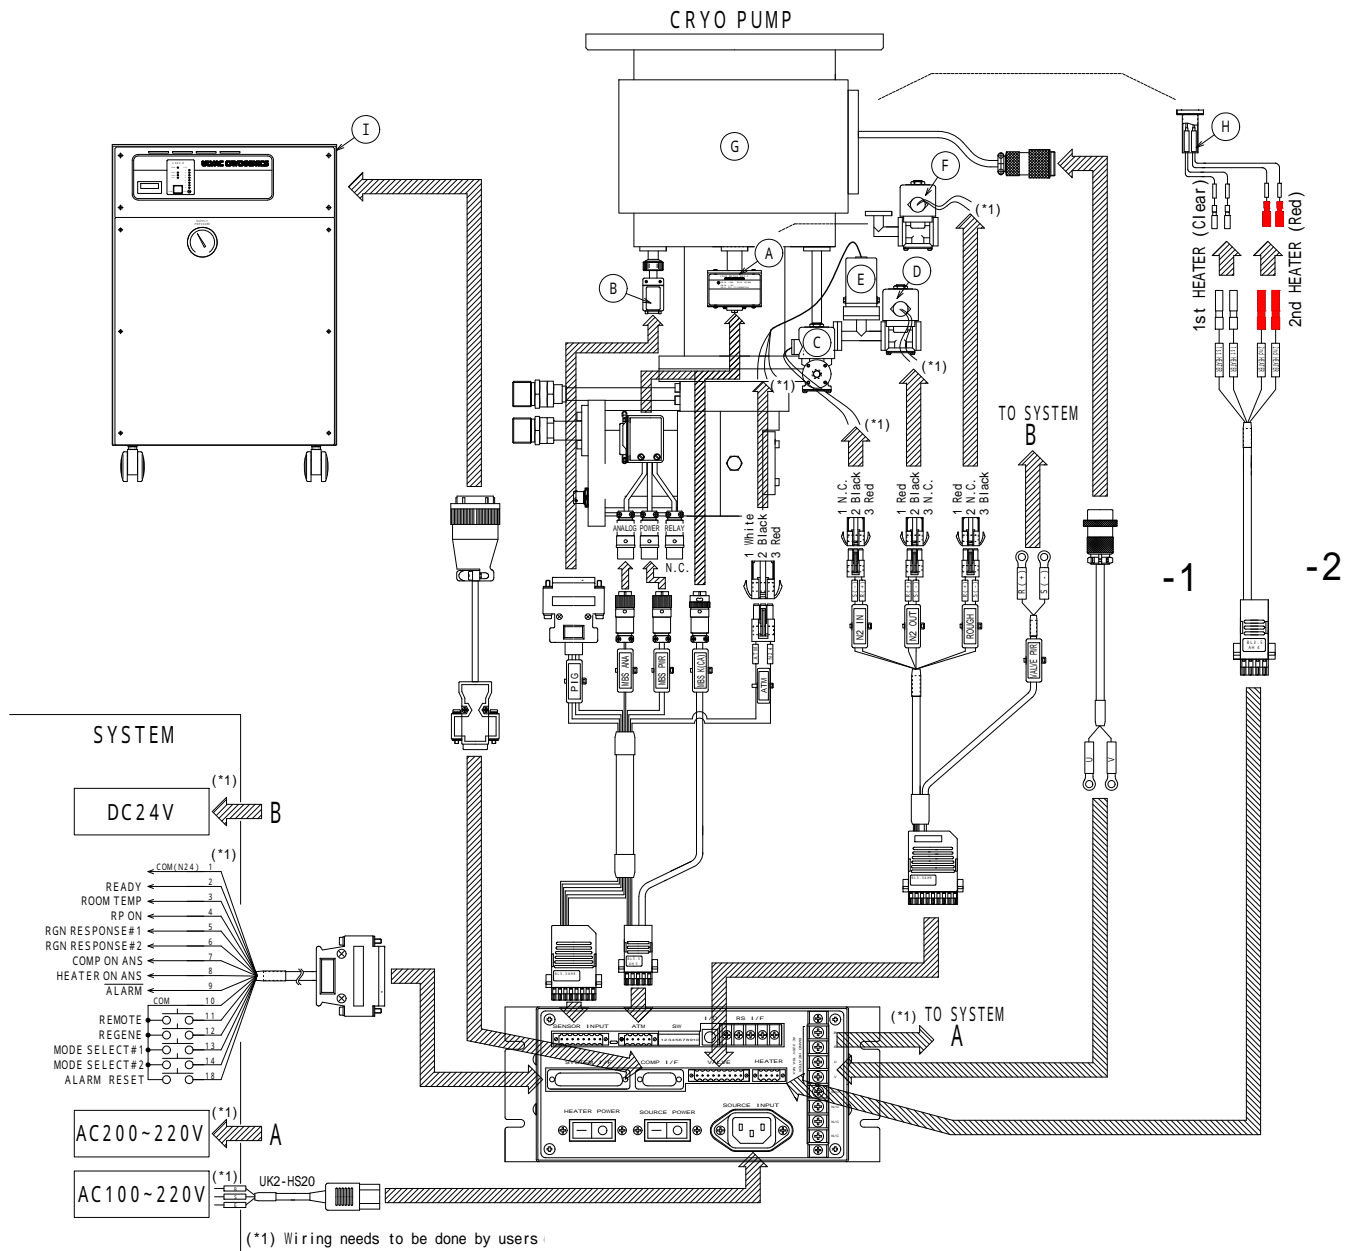 CRYO PUMP
I
ULVAC CRYOGENICS
G
H
F
(*1)
A
B
E
D
C
(*1)
(*1)
(*1)
1st HEATER (Clear)
2nd HEATER (Red)
TO SYSTEM
B
1 N.C.
2 Black
3 Red
1 Red
2 Black
3 N.C.
1 Red
2 N.C.
3 Black
ANALOG
POWER
RELAY
N.C.
1 White
2 Black
3 Red
R(+)
S(-)
-1
-2
PIG
MBS ANA
MBS PWR
MBS K(CA)
ATM
N2 IN
N2 OUT
ROUGH
VALVE PWR
U
V
SYSTEM
(*1)
DC24V
B
(*1)
COM(N24) 1
READY 2
ROOM TEMP 3
RP ON 4
RGN RESPONSE#1 5
RGN RESPONSE#2 6
COMP ON ANS 7
HEATER ON ANS 8
ALARM 9
COM 10
REMOTE 11
REGENE 12
MODE SELECT#1 13
MODE SELECT#2 14
ALARM RESET 18
SENSOR INPUT
ATM
SW
RS I/F
COMP I/F
VALVE
HEATER
HEATER POWER
SOURCE POWER
SOURCE INPUT
(*1) TO SYSTEM
A
(*1)
AC200~220V
A
(*1)
AC100~220V
UK2-HS20
(*1) Wiring needs to be done by users